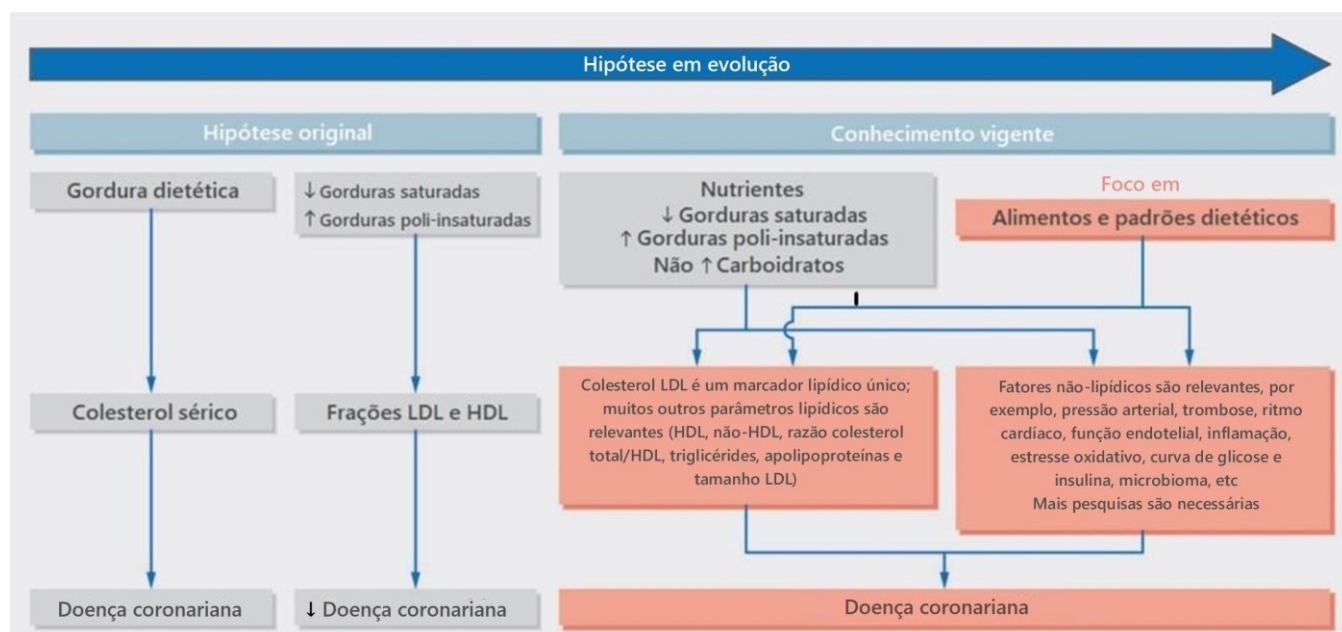 Hipótese em evolução
Hipótese original
Conhecimento vigente
Gordura dietética
↓ Gorduras saturadas
↑ Gorduras poli-insaturadas
Nutrientes
↓ Gorduras saturadas
↑ Gorduras poli-insaturadas
Não ↑ Carboidratos
Foco em
Alimentos e padrões dietéticos
Colesterol sérico
Frações LDL e HDL
Colesterol LDL é um marcador lipídico único;
muitos outros parâmetros lipídicos são
relevantes (HDL, não-HDL, razão colesterol
total/HDL, triglicérides, apolipoproteínas e
tamanho LDL)
Fatores não-lipídicos são relevantes, por
exemplo, pressão arterial, trombose, ritmo
cardíaco, função endotelial, inflamação,
estresse oxidativo, curva de glicose e
insulina, microbioma, etc
Mais pesquisas são necessárias
Doença coronariana
↓ Doença coronariana
Doença coronariana